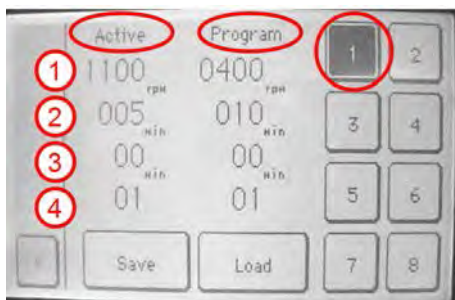 Active Program
1 1100 rpm 0400 rpm 1 2
2 005 min 010 min 3 4
3 00 min 00 min
4 01 01 5 6
Save Load 7 8